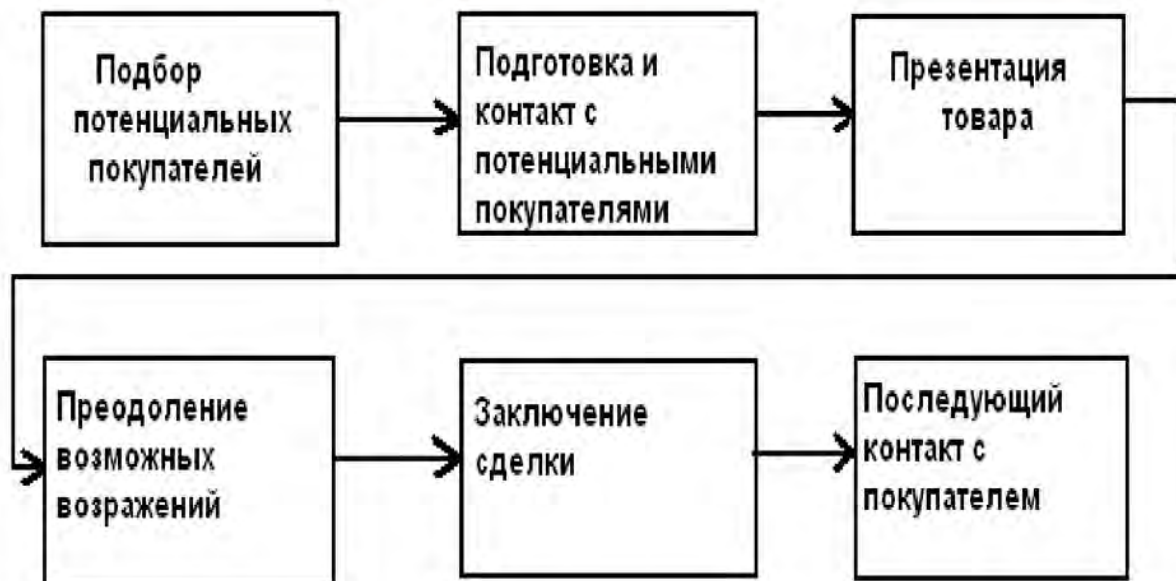 Подбор
потенциальных
покупателей
Подготовка и
контакт с
потенциальными
покупателями
Презентация
товара
Преодоление
возможных
возражений
Заключение
сделки
Последующий
контакт с
покупателем